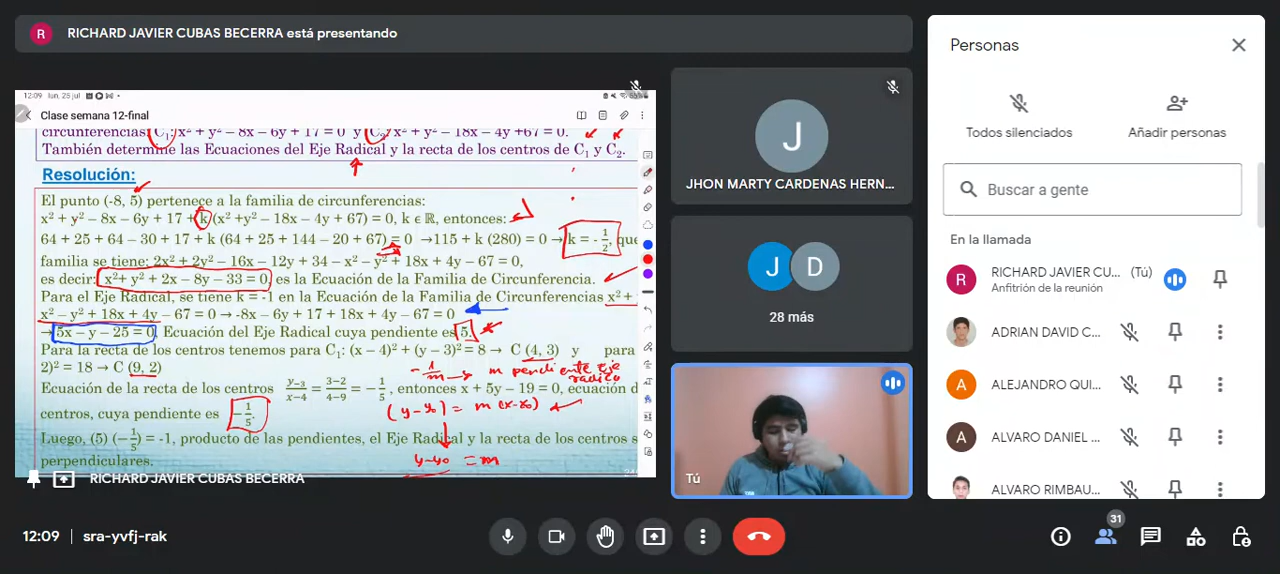 R RICHARD JAVIER CUBAS BECERRA está presentando
12:09 lun, 25 jul
Clase semana 12-final
circunferencias: C₁: x² + y² – 8x – 6y + 17 = 0 y C₂: x² + y² – 18x – 4y +67 = 0.
También determine las Ecuaciones del Eje Radical y la recta de los centros de C₁ y C₂.
Resolución:
El punto (-8, 5) pertenece a la familia de circunferencias:
x² + y² – 8x – 6y + 17 + k (x² +y² – 18x – 4y + 67) = 0, k ∈ ℝ, entonces:
64 + 25 + 64 – 30 + 17 + k (64 + 25 + 144 – 20 + 67) = 0 →115 + k (280) = 0 → k = - 1/2, que
familia se tiene: 2x² + 2y² – 16x – 12y + 34 – x² – y² + 18x + 4y – 67 = 0,
es decir: x²+ y² + 2x – 8y – 33 = 0, es la Ecuación de la Familia de Circunferencia.
Para el Eje Radical, se tiene k = -1 en la Ecuación de la Familia de Circunferencias x² +
x² – y² + 18x + 4y – 67 = 0 → -8x – 6y + 17 + 18x + 4y – 67 = 0
→ 5x – y – 25 = 0, Ecuación del Eje Radical cuya pendiente es 5.
Para la recta de los centros tenemos para C₁: (x – 4)² + (y – 3)² = 8 → C (4, 3) y para
2)² = 18 → C (9, 2)
- 1/m → m pendiente eje
radico
Ecuación de la recta de los centros y–3/x–4 = 3–2/4–9 = – 1/5, entonces x + 5y – 19 = 0, ecuación d
centros, cuya pendiente es – 1/5.
(y – y₀) = m (x-x₀)
Luego, (5) (– 1/5) = -1, producto de las pendientes, el Eje Radical y la recta de los centros s
perpendiculares.
y-y₀ = m
RICHARD JAVIER CUBAS BECERRA
J
JHON MARTY CARDENAS HERN...
J D
28 más
Tú
Personas
Todos silenciados
Añadir personas
Buscar a gente
En la llamada
R RICHARD JAVIER CU... (Tú)
Anfitrión de la reunión
ADRIAN DAVID C...
A ALEJANDRO QUI...
A ALVARO DANIEL ...
ALVARO RIMBAU...
12:09 | sra-yvfj-rak
31